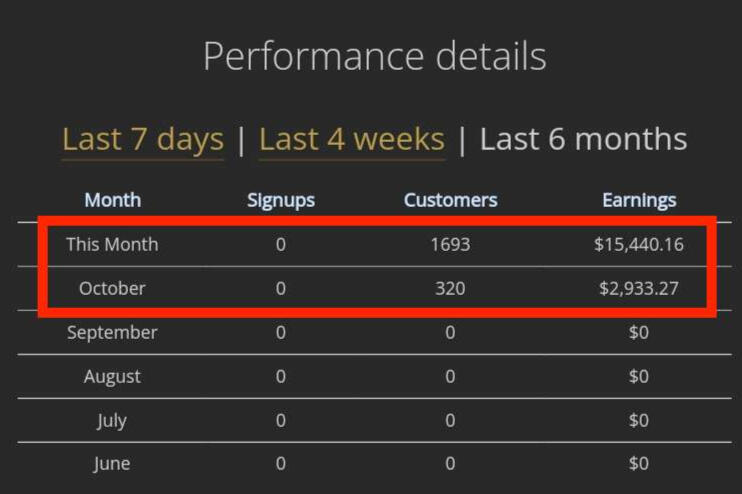 Performance details
Last 7 days | Last 4 weeks | Last 6 months
Month Signups Customers Earnings
This Month 0 1693 $15,440.16
October 0 320 $2,933.27
September 0 0 $0
August 0 0 $0
July 0 0 $0
June 0 0 $0